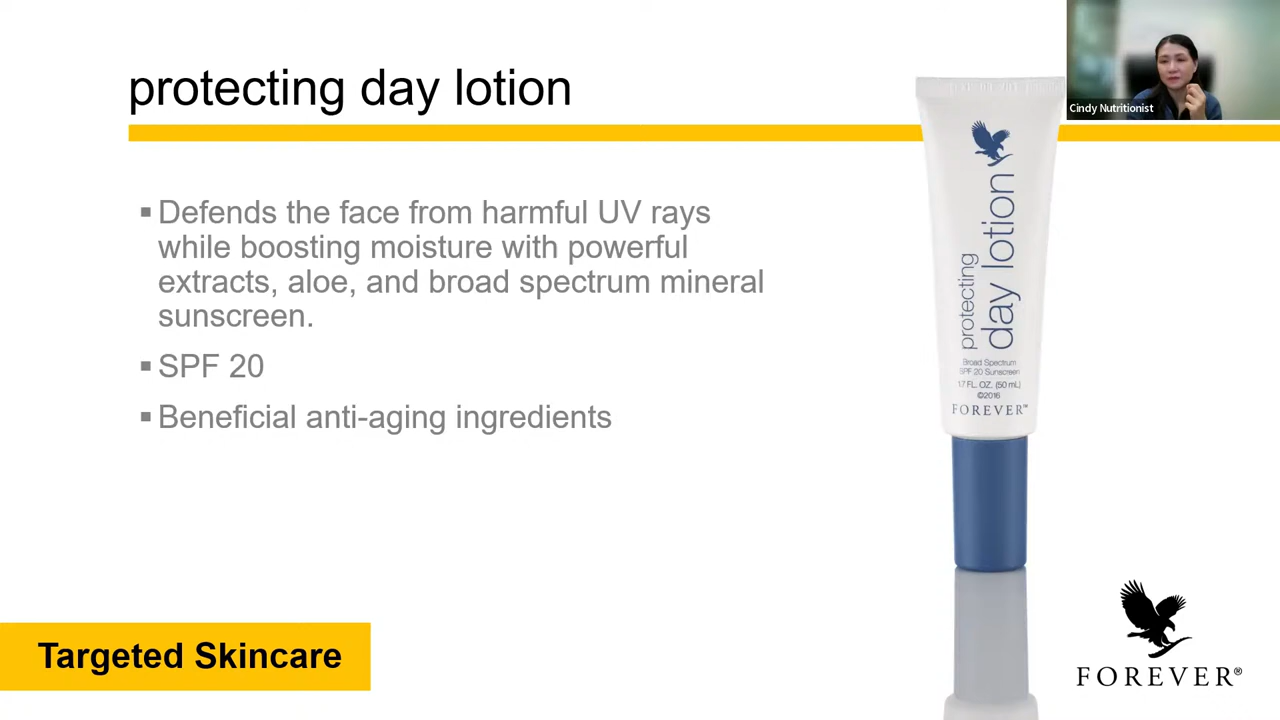 protecting day lotion
Cindy Nutritionist
▪ Defends the face from harmful UV rays
while boosting moisture with powerful
extracts, aloe, and broad spectrum mineral
sunscreen.
▪ SPF 20
▪ Beneficial anti-aging ingredients
protecting
day lotion
Broad Spectrum
SPF 20 Sunscreen
1.7 FL. OZ. (50 mL)
©2016
FOREVER™
Targeted Skincare
FOREVER®